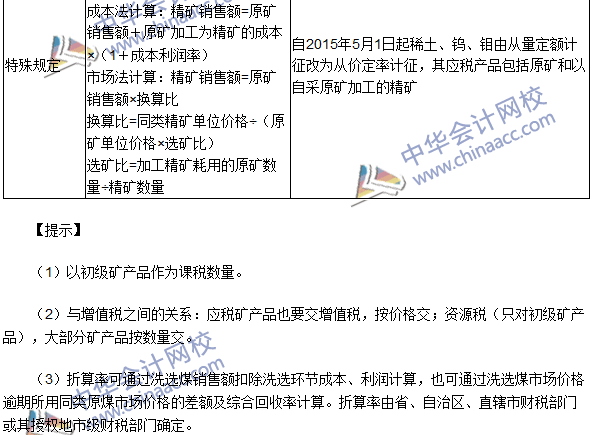 特殊规定
成本法计算：精矿销售额=原矿
销售额＋原矿加工为精矿的成本
×（1＋成本利润率）
市场法计算：精矿销售额=原矿
销售额×换算比
换算比=同类精矿单位价格÷（原
矿单位价格×选矿比）
选矿比=加工精矿耗用的原矿数
量÷精矿数量
自2015年5月1日起稀土、钨、钼由从量定额计
征改为从价定率计征，其应税产品包括原矿和以
自采原矿加工的精矿
中华会计网校
www.chinaacc.com
中华会计网校
www.chinaacc.com
【提示】
（1）以初级矿产品作为课税数量。
（2）与增值税之间的关系：应税矿产品也要交增值税，按价格交；资源税（只对初级矿产
品），大部分矿产品按数量交。
（3）折算率可通过洗选煤销售额扣除洗选环节成本、利润计算，也可通过洗选煤市场价格
逾期所用同类原煤市场价格的差额及综合回收率计算。折算率由省、自治区、直辖市财税部门
或其授权地市级财税部门确定。
中华会计网校
www.chinaacc.com